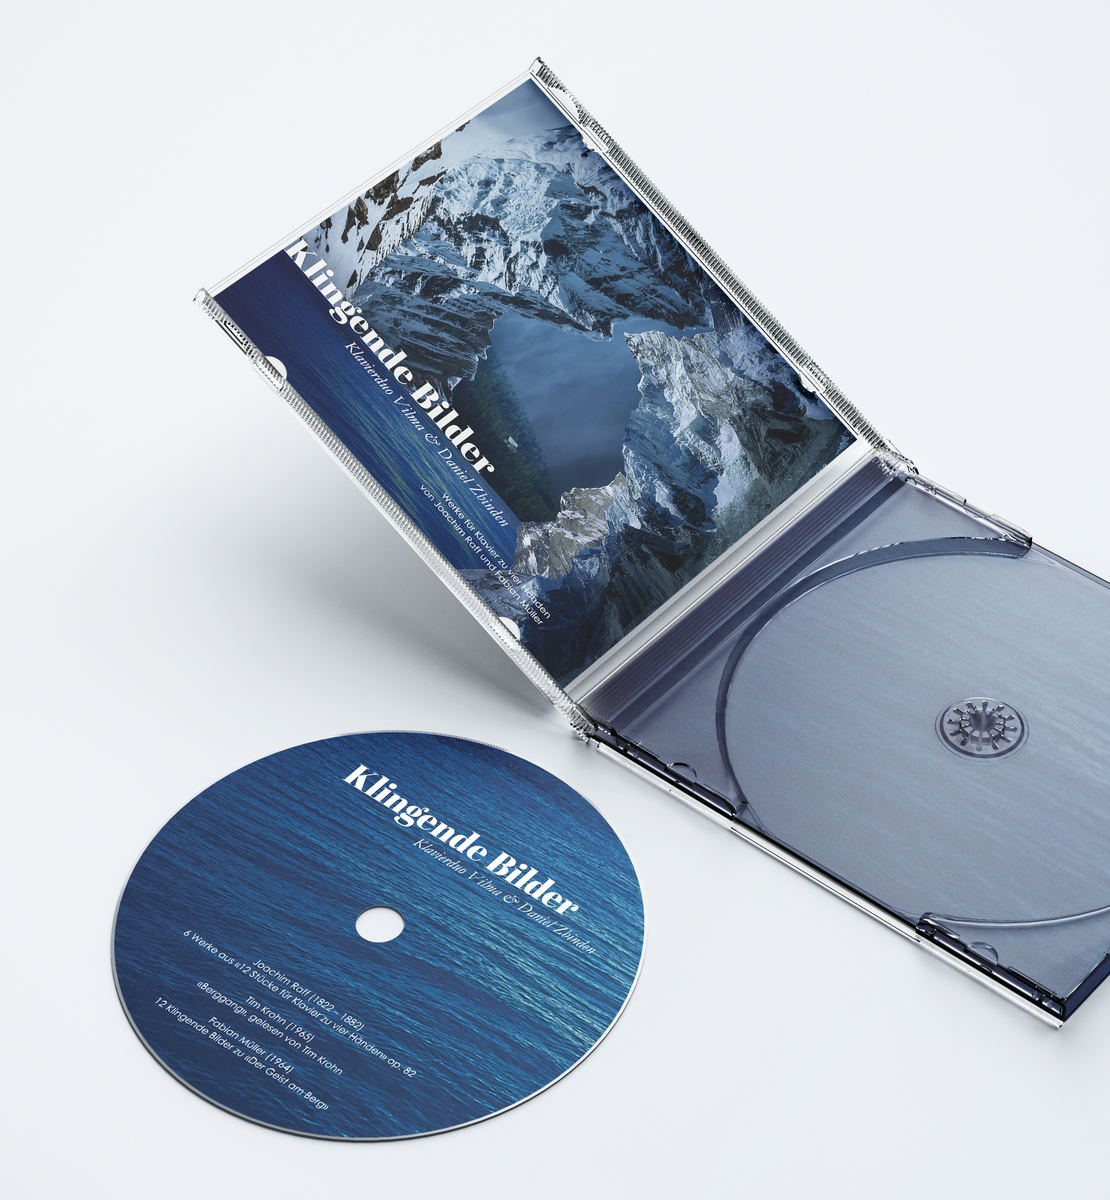 Klingende Bilder
Klavierduo Vilma & Daniel Zbinden
Werke für Klavier zu vier Händen
von Joachim Raff und Fabian Müller
Klingende Bilder
Klavierduo Vilma & Daniel Zbinden
Joachim Raff (1822 – 1882)
6 Werke aus «12 Stücke für Klavier zu vier Händen» op. 82
Tim Krohn (1965)
«Berggang», gelesen von Tim Krohn
Fabian Müller (1964)
12 Klingende Bilder zu «Der Geist am Berg»